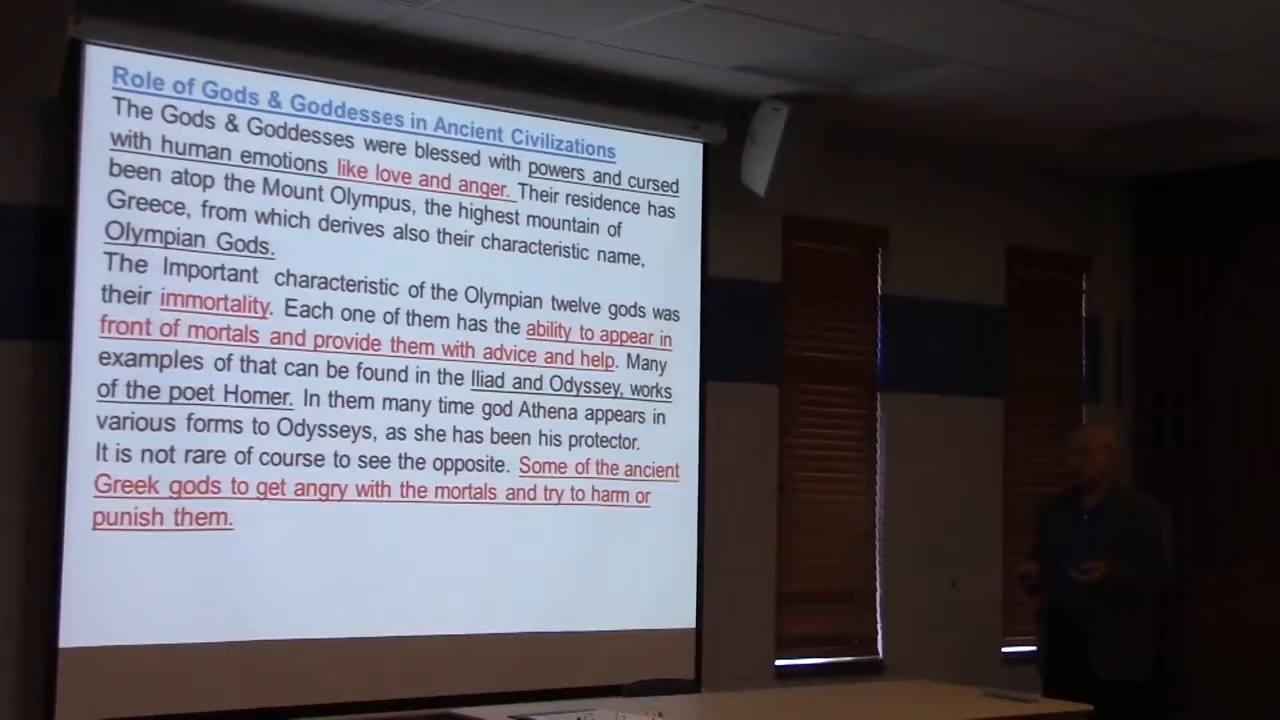 Role of Gods & Goddesses in Ancient Civilizations
The Gods & Goddesses were blessed with powers and cursed
with human emotions like love and anger. Their residence has
been atop the Mount Olympus, the highest mountain of
Greece, from which derives also their characteristic name,
Olympian Gods.
The Important characteristic of the Olympian twelve gods was
their immortality. Each one of them has the ability to appear in
front of mortals and provide them with advice and help. Many
examples of that can be found in the Iliad and Odyssey, works
of the poet Homer. In them many time god Athena appears in
various forms to Odysseys, as she has been his protector.
It is not rare of course to see the opposite. Some of the ancient
Greek gods to get angry with the mortals and try to harm or
punish them.